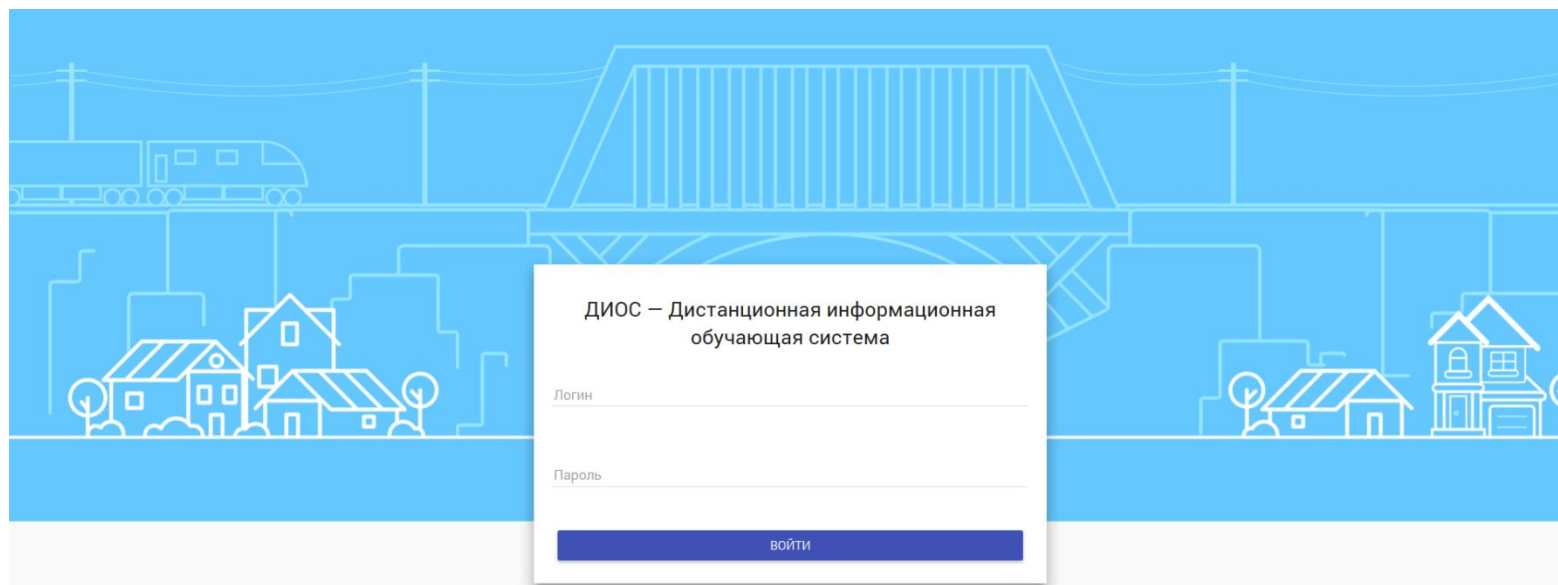 ДИОС — Дистанционная информационная
обучающая система
Логин
Пароль
ВОЙТИ